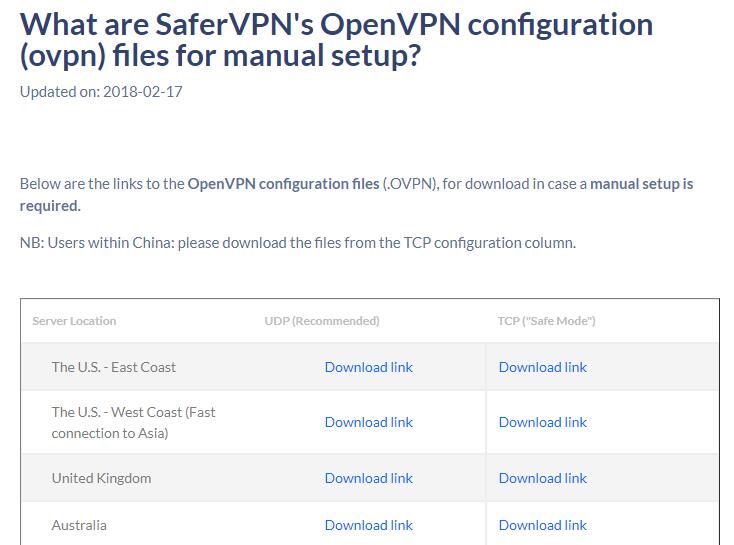 What are SaferVPN's OpenVPN configuration
(ovpn) files for manual setup?
Updated on: 2018-02-17
Below are the links to the OpenVPN configuration files (.OVPN), for download in case a manual setup is
required.
NB: Users within China: please download the files from the TCP configuration column.
Server Location UDP (Recommended) TCP ("Safe Mode")
The U.S. - East Coast Download link Download link
The U.S. - West Coast (Fast
connection to Asia) Download link Download link
United Kingdom Download link Download link
Australia Download link Download link